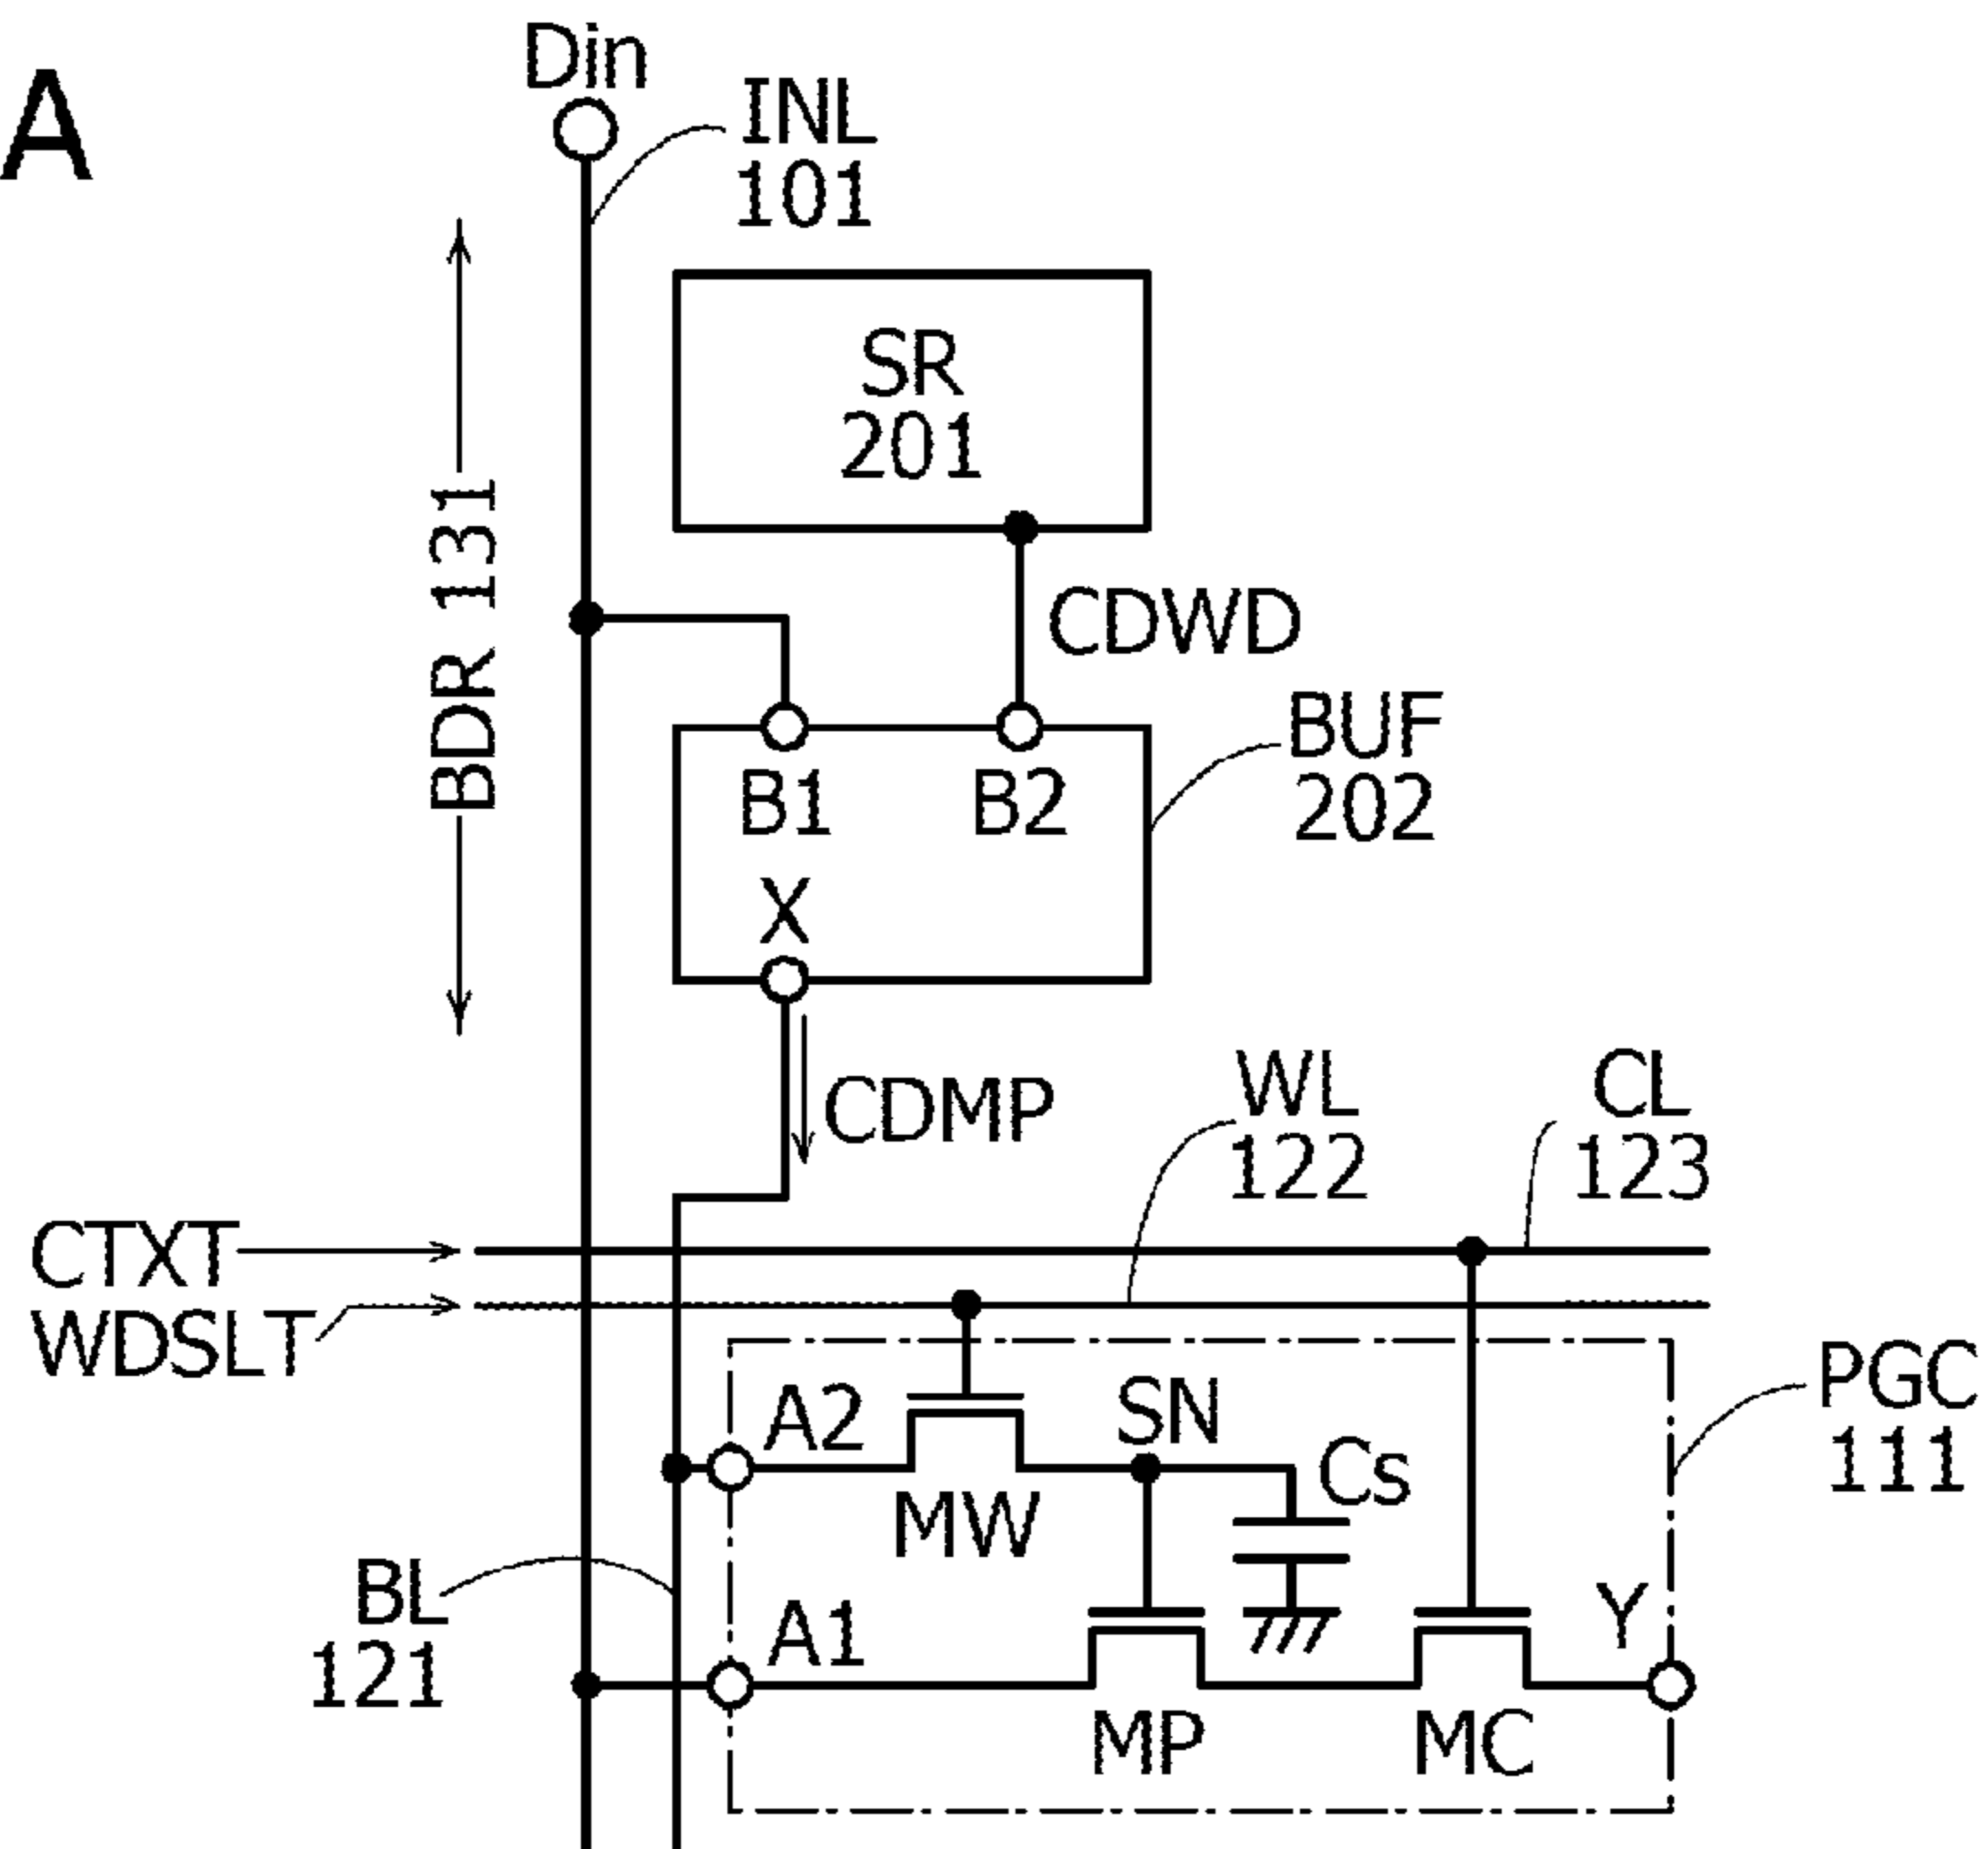 A
Din
INL
101
SR
201
BDR 131
CDWD
BUF
202
B1 B2
X
CDMP
WL
122
CL
123
CTXT
WDSLT
PGC
111
A2
SN
Cs
MW
BL
121
A1
Y
MP
MC